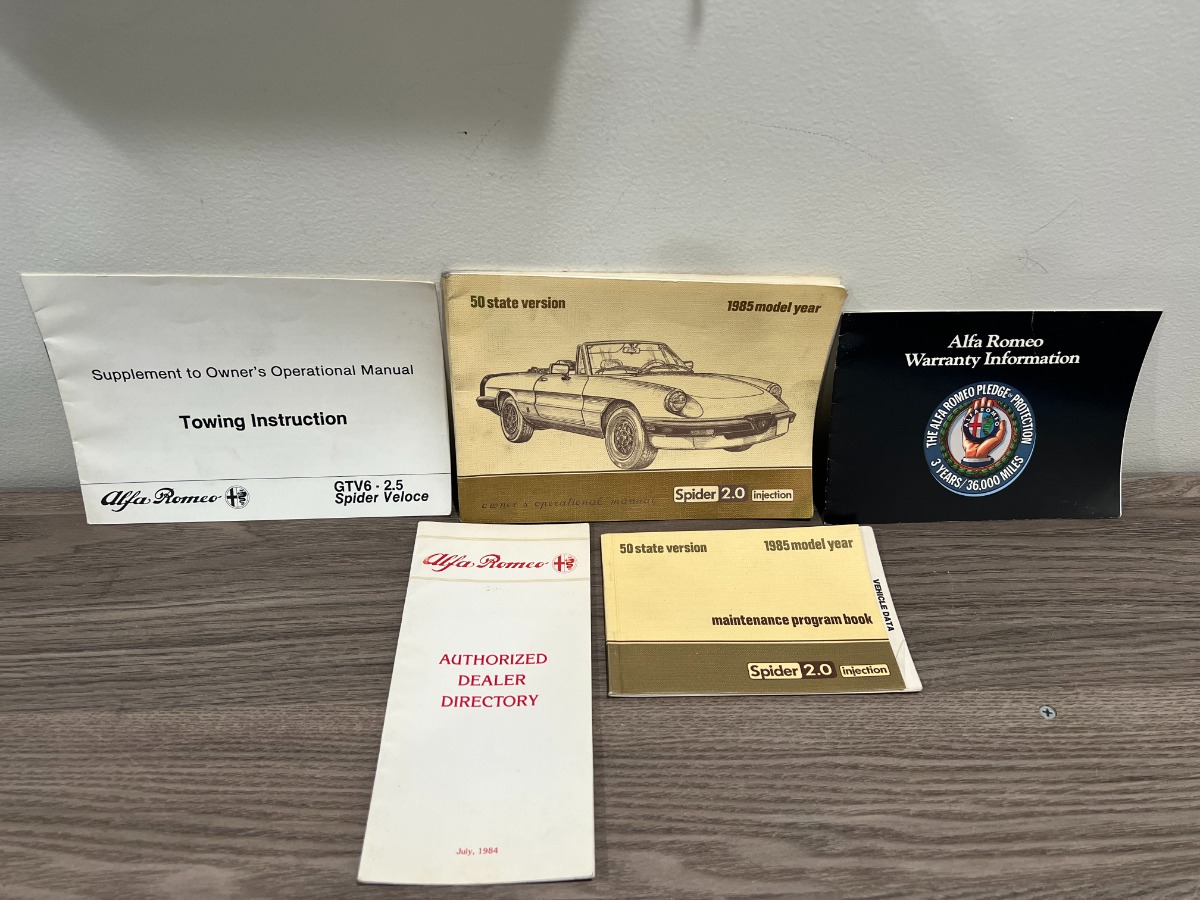 Supplement to Owner's Operational Manual
Towing Instruction
Alfa Romeo
GTV6 - 2.5
Spider Veloce
50 state version
1985 model year
owner's operational manual
Spider 2.0 injection
Alfa Romeo
Warranty Information
THE ALFA ROMEO PLEDGE OF PROTECTION
ALFA ROMEO
3 YEARS/36,000 MILES
Alfa Romeo
AUTHORIZED
DEALER
DIRECTORY
July, 1984
50 state version
1985 model year
maintenance program book
Spider 2.0 injection
VEHICLE DATA